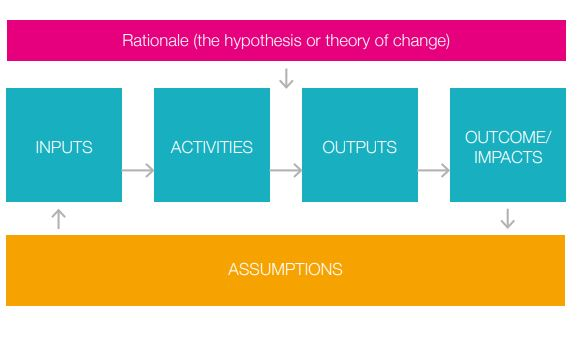 Rationale (the hypothesis or theory of change)
INPUTS
ACTIVITIES
OUTPUTS
OUTCOME/
IMPACTS
ASSUMPTIONS